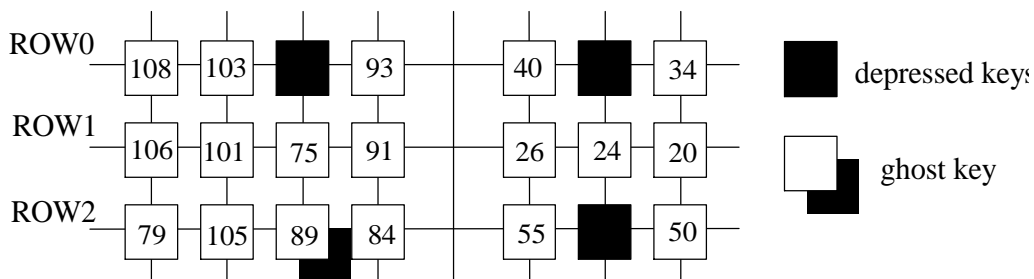 ROW0
108 103 93 40 34
depressed keys
ROW1
106 101 75 91 26 24 20
ghost key
ROW2
79 105 89 84 55 50